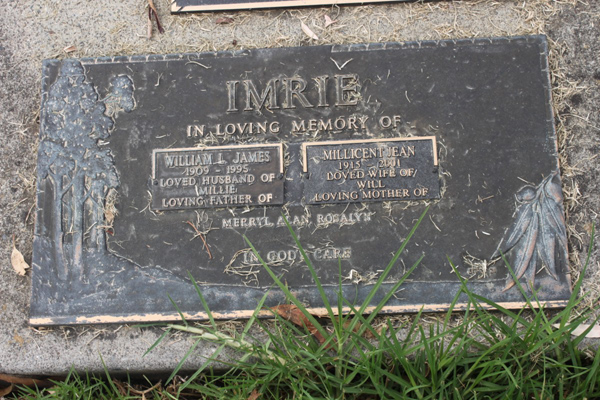 IMRIE
IN LOVING MEMORY OF
WILLIAM L. JAMES
1909 - 1995
LOVED HUSBAND OF
MILLIE
LOVING FATHER OF
MILLICENT JEAN
1915 - 2001
LOVED WIFE OF
WILL
LOVING MOTHER OF
MERRYL, ALAN, ROSALYN
IN GOD'S CARE